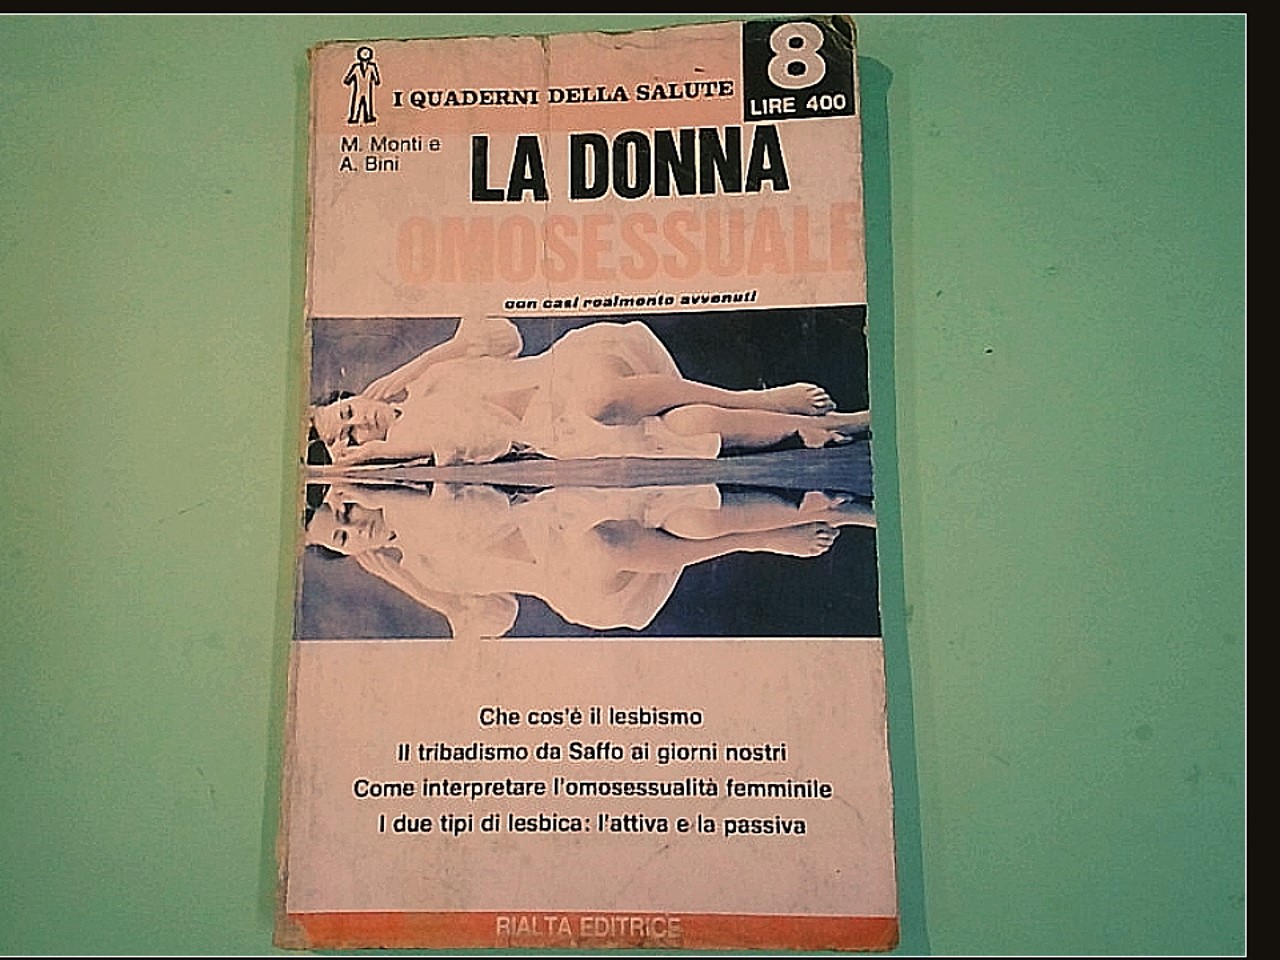 8
I QUADERNI DELLA SALUTE
LIRE 400
M. Monti e
A. Bini
LA DONNA
OMOSESSUALE
con casi realmente avvenuti
Che cos'è il lesbismo
Il tribadismo da Saffo ai giorni nostri
Come interpretare l'omosessualità femminile
I due tipi di lesbica: l'attiva e la passiva
RIALTA EDITRICE